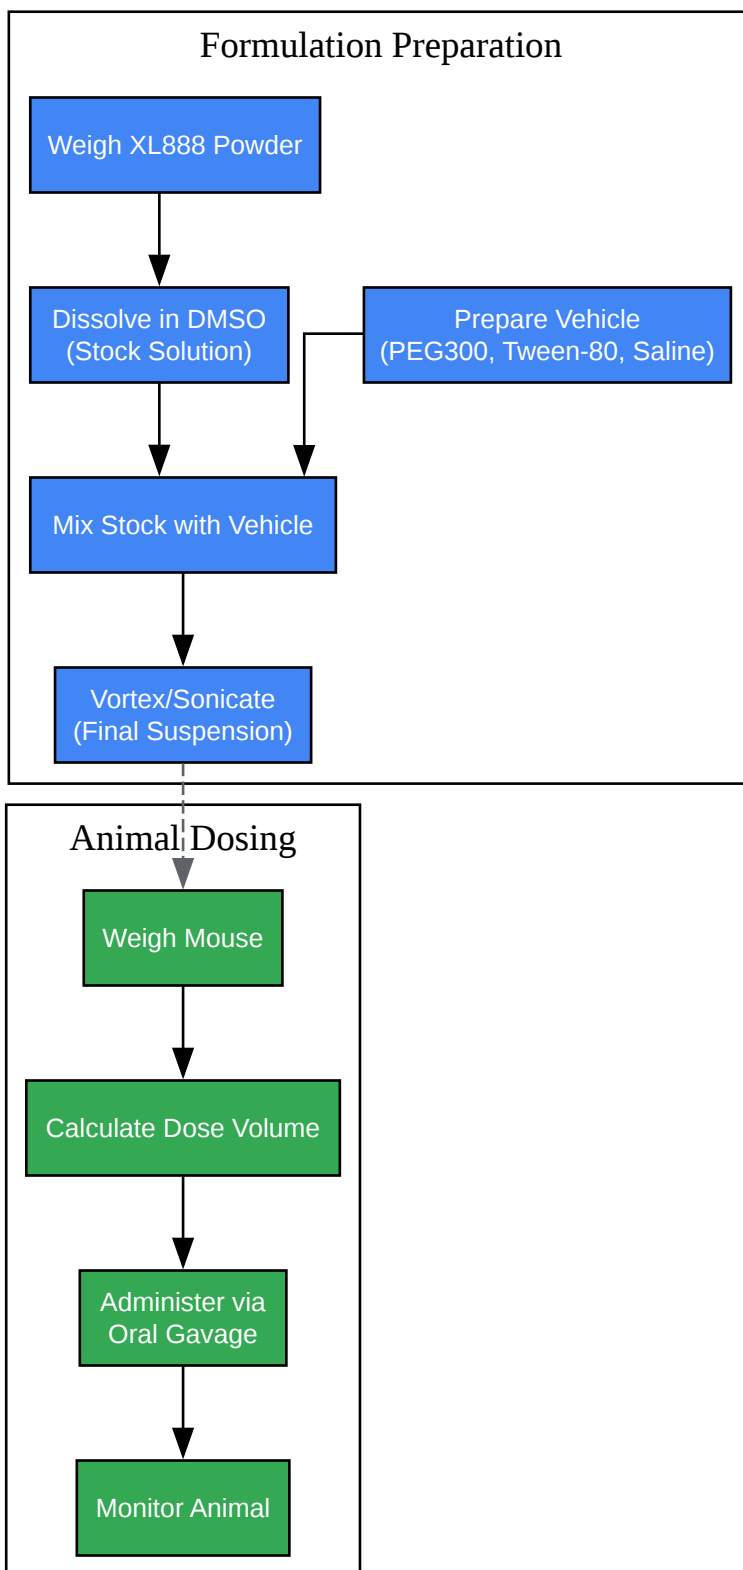 Formulation Preparation
Weigh XL888 Powder
Dissolve in DMSO
(Stock Solution)
Prepare Vehicle
(PEG300, Tween-80, Saline)
Mix Stock with Vehicle
Vortex/Sonicate
(Final Suspension)
Animal Dosing
Weigh Mouse
Calculate Dose Volume
Administer via
Oral Gavage
Monitor Animal